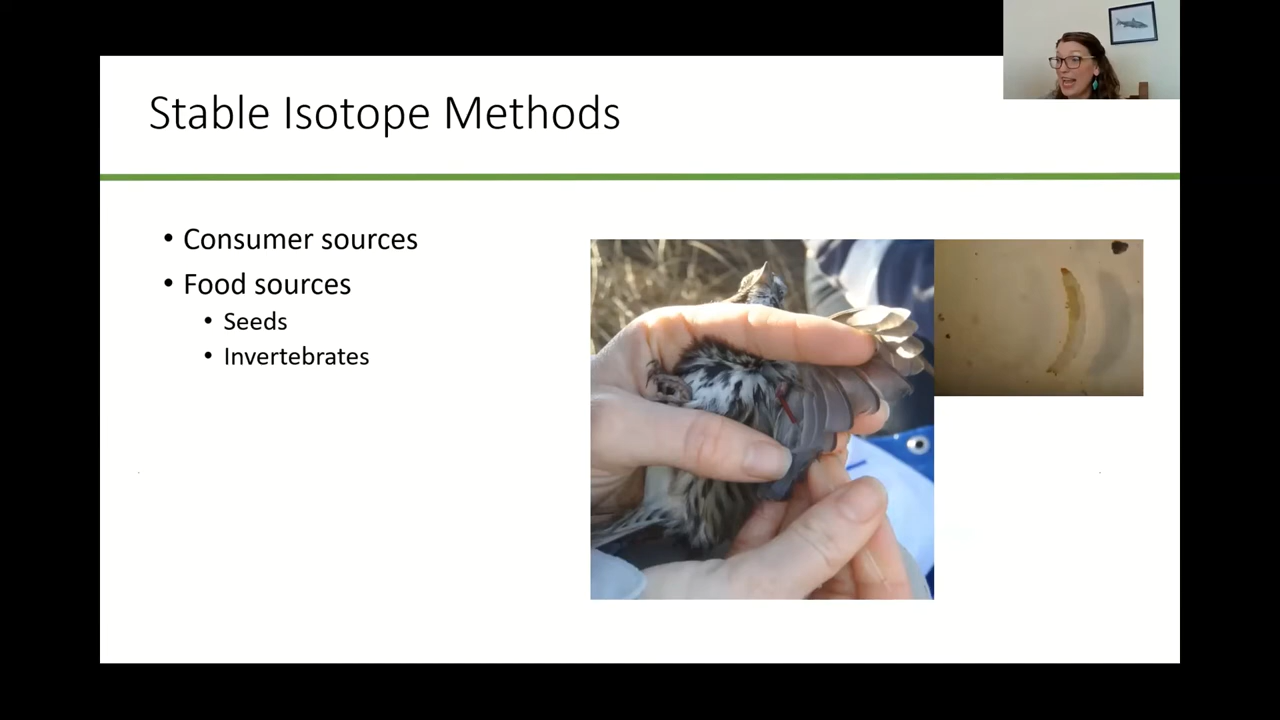 Stable Isotope Methods
• Consumer sources
• Food sources
• Seeds
• Invertebrates